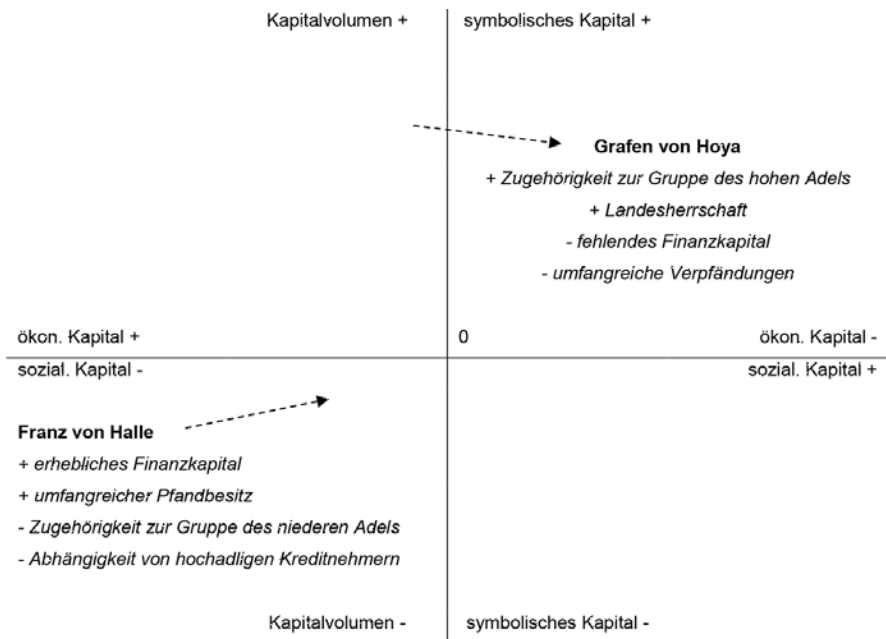 Kapitalvolumen + symbolisches Kapital +
Grafen von Hoya
+ Zugehörigkeit zur Gruppe des hohen Adels
+ Landesherrschaft
- fehlendes Finanzkapital
- umfangreiche Verpfändungen
ökon. Kapital + 0 ökon. Kapital -
sozial. Kapital - sozial. Kapital +
Franz von Halle
+ erhebliches Finanzkapital
+ umfangreicher Pfandbesitz
- Zugehörigkeit zur Gruppe des niederen Adels
- Abhängigkeit von hochadligen Kreditnehmern
Kapitalvolumen - symbolisches Kapital -